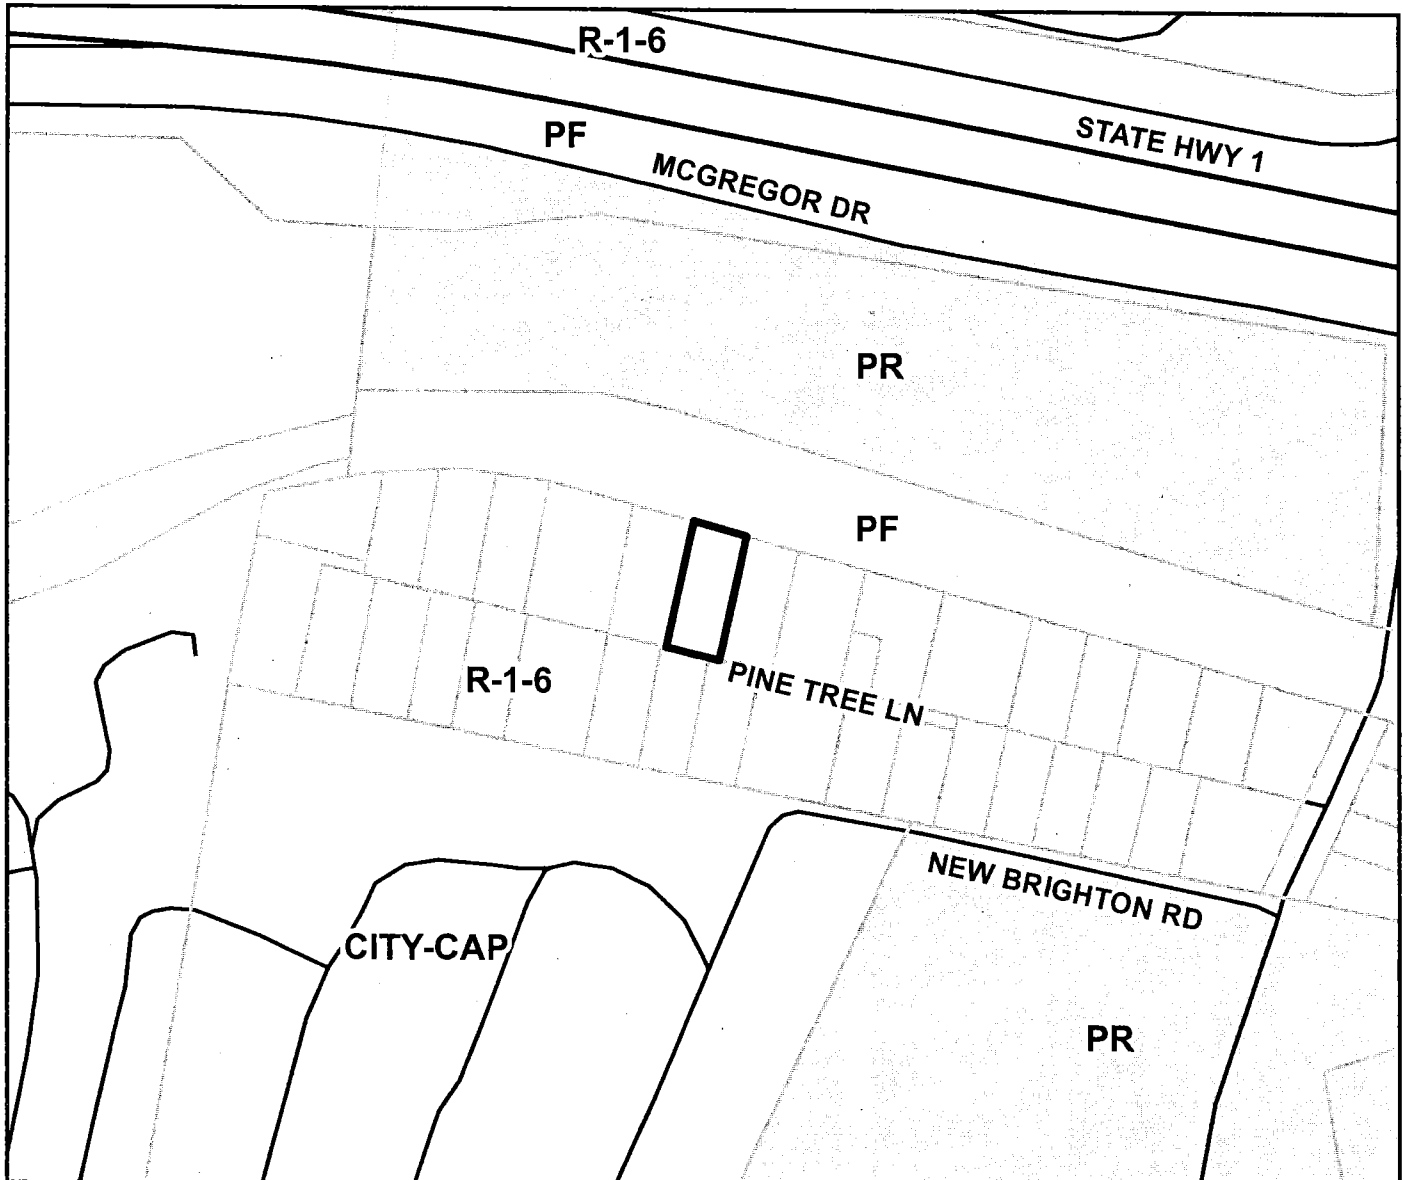 R-1-6
STATE HWY 1
PF
MCGREGOR DR
PR
PF
R-1-6
PINE TREE LN
NEW BRIGHTON RD
CITY-CAP
PR